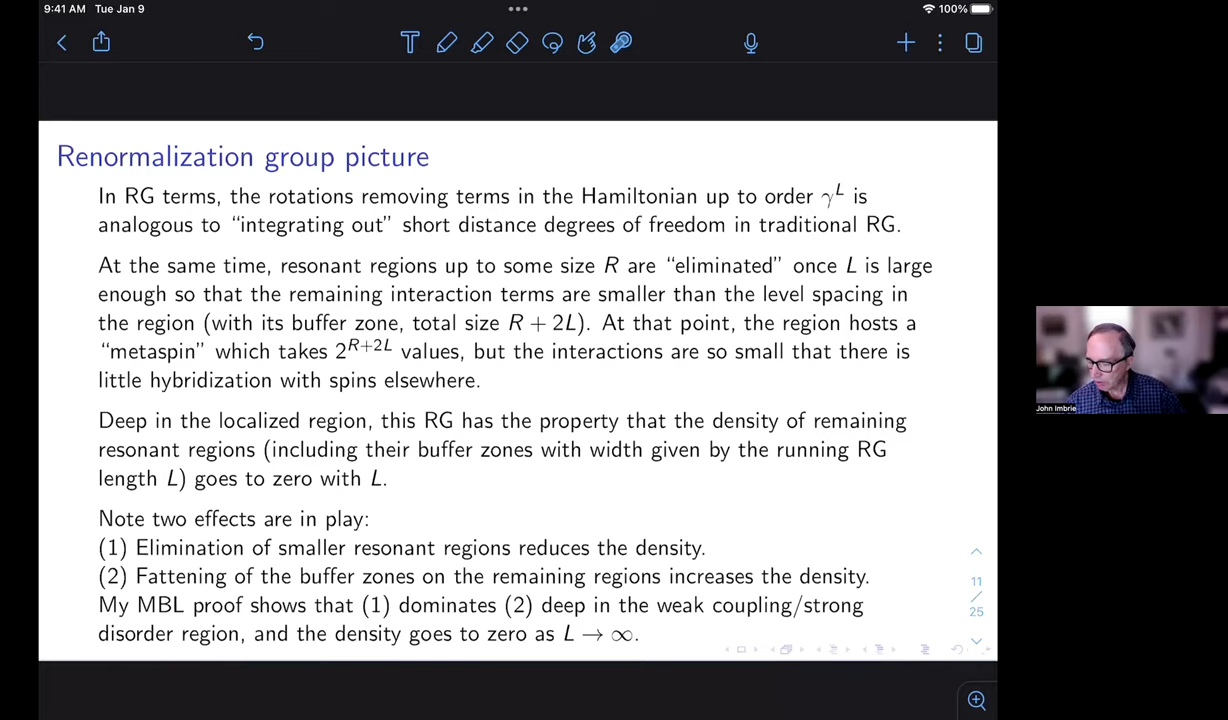 9:41 AM Tue Jan 9
100%
Renormalization group picture
In RG terms, the rotations removing terms in the Hamiltonian up to order γ^L is
analogous to “integrating out” short distance degrees of freedom in traditional RG.
At the same time, resonant regions up to some size R are “eliminated” once L is large
enough so that the remaining interaction terms are smaller than the level spacing in
the region (with its buffer zone, total size R + 2L). At that point, the region hosts a
“metaspin” which takes 2^{R+2L} values, but the interactions are so small that there is
little hybridization with spins elsewhere.
Deep in the localized region, this RG has the property that the density of remaining
resonant regions (including their buffer zones with width given by the running RG
length L) goes to zero with L.
Note two effects are in play:
(1) Elimination of smaller resonant regions reduces the density.
(2) Fattening of the buffer zones on the remaining regions increases the density.
My MBL proof shows that (1) dominates (2) deep in the weak coupling/strong
disorder region, and the density goes to zero as L → ∞.
11
/
25
John Imbrie